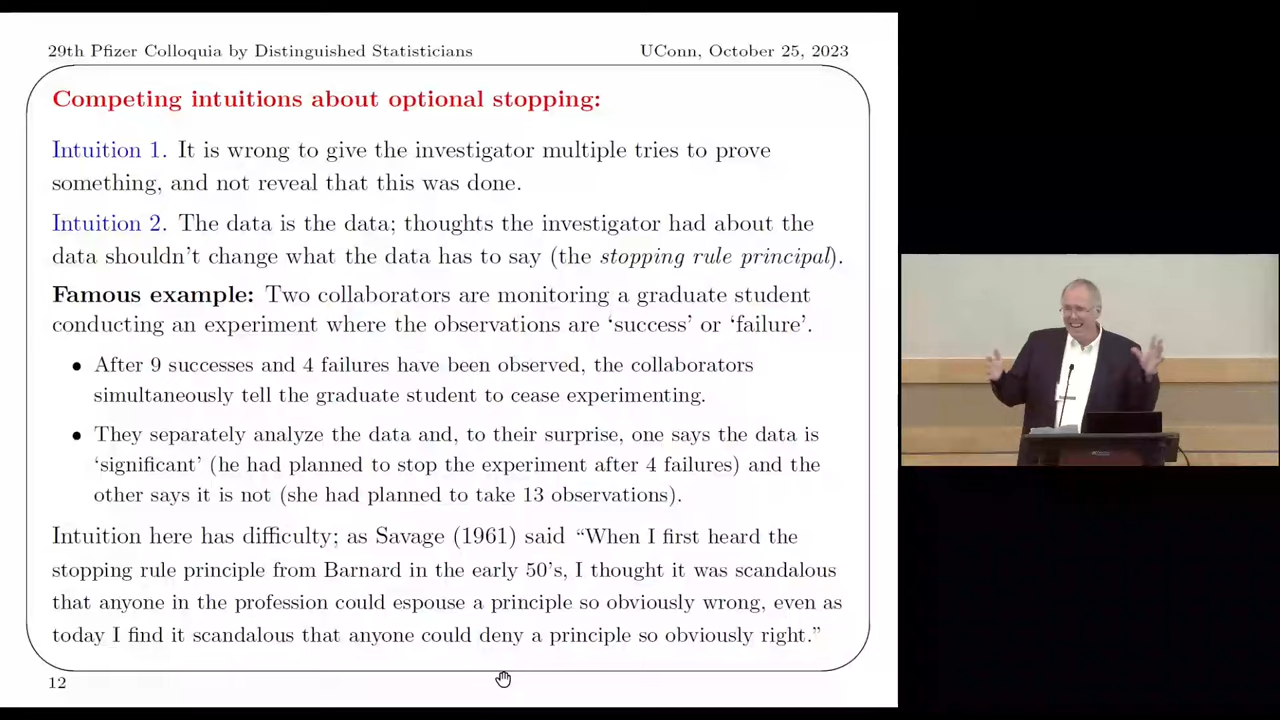 29th Pfizer Colloquia by Distinguished Statisticians UConn, October 25, 2023
Competing intuitions about optional stopping:
Intuition 1. It is wrong to give the investigator multiple tries to prove
something, and not reveal that this was done.
Intuition 2. The data is the data; thoughts the investigator had about the
data shouldn't change what the data has to say (the stopping rule principal).
Famous example: Two collaborators are monitoring a graduate student
conducting an experiment where the observations are 'success' or 'failure'.
• After 9 successes and 4 failures have been observed, the collaborators
simultaneously tell the graduate student to cease experimenting.
• They separately analyze the data and, to their surprise, one says the data is
'significant' (he had planned to stop the experiment after 4 failures) and the
other says it is not (she had planned to take 13 observations).
Intuition here has difficulty; as Savage (1961) said "When I first heard the
stopping rule principle from Barnard in the early 50's, I thought it was scandalous
that anyone in the profession could espouse a principle so obviously wrong, even as
today I find it scandalous that anyone could deny a principle so obviously right."
12